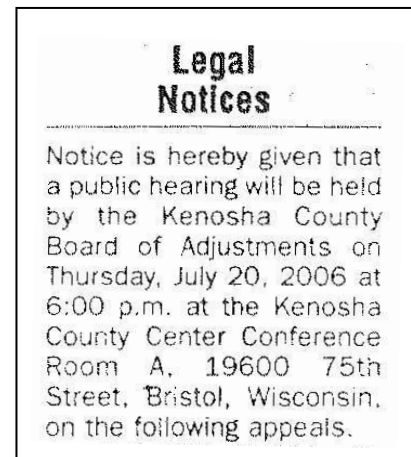 Legal
Notices
Notice is hereby given that
a public hearing will be held
by the Kenosha County
Board of Adjustments on
Thursday, July 20, 2006 at
6:00 p.m. at the Kenosha
County Center Conference
Room A, 19600 75th
Street, Bristol, Wisconsin,
on the following appeals.